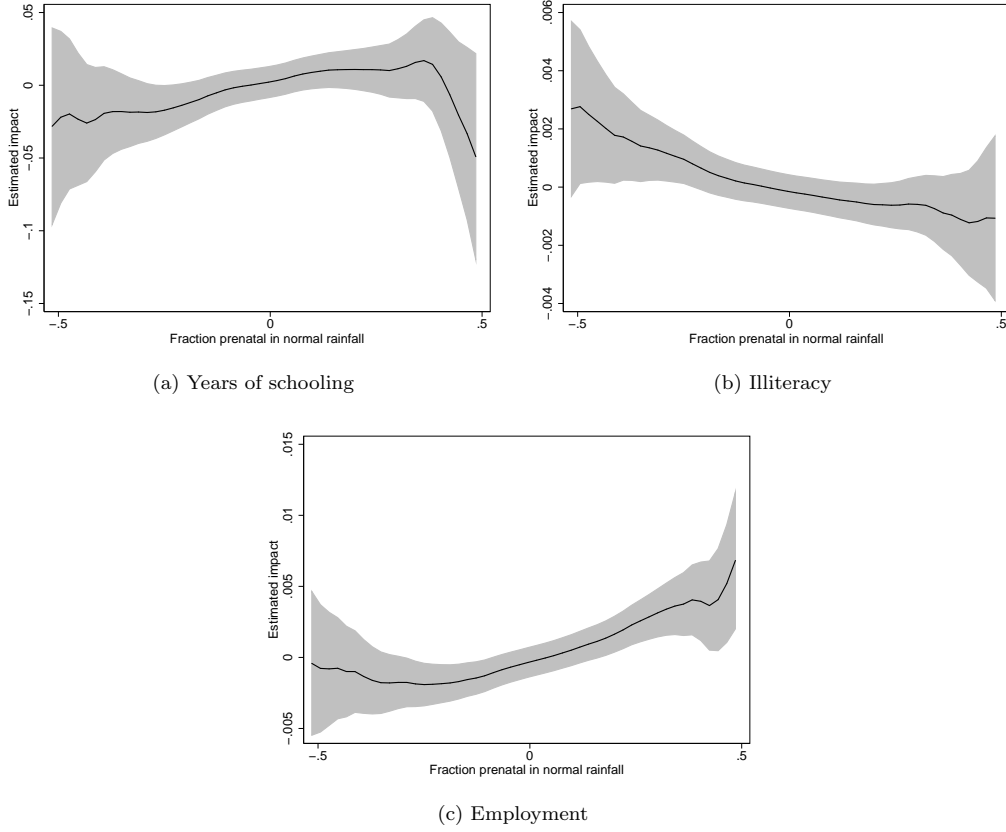 .05
0
-.05
-.1
-.15
Estimated impact
-.5 0 .5
Fraction prenatal in normal rainfall
(a) Years of schooling
.006
.004
.002
0
-.002
-.004
Estimated impact
-.5 0 .5
Fraction prenatal in normal rainfall
(b) Illiteracy
.015
.01
.005
0
-.005
Estimated impact
-.5 0 .5
Fraction prenatal in normal rainfall
(c) Employment